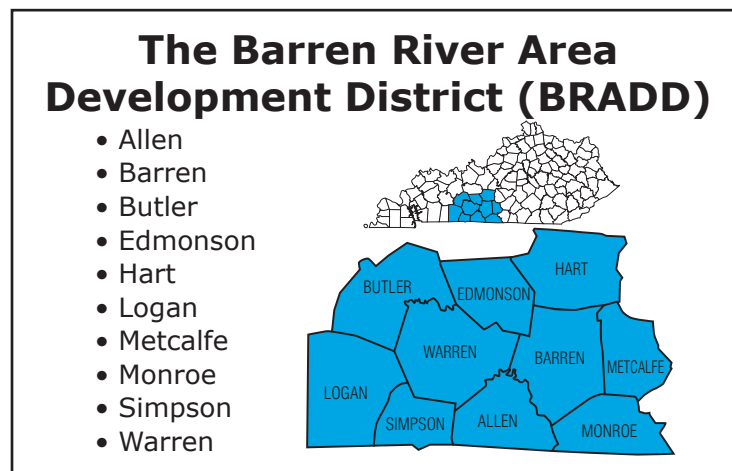 The Barren River Area
Development District (BRADD)
• Allen
• Barren
• Butler
• Edmonson
• Hart
• Logan
• Metcalfe
• Monroe
• Simpson
• Warren
HART
BUTLER
EDMONSON
WARREN
BARREN
METCALFE
LOGAN
ALLEN
SIMPSON
MONROE